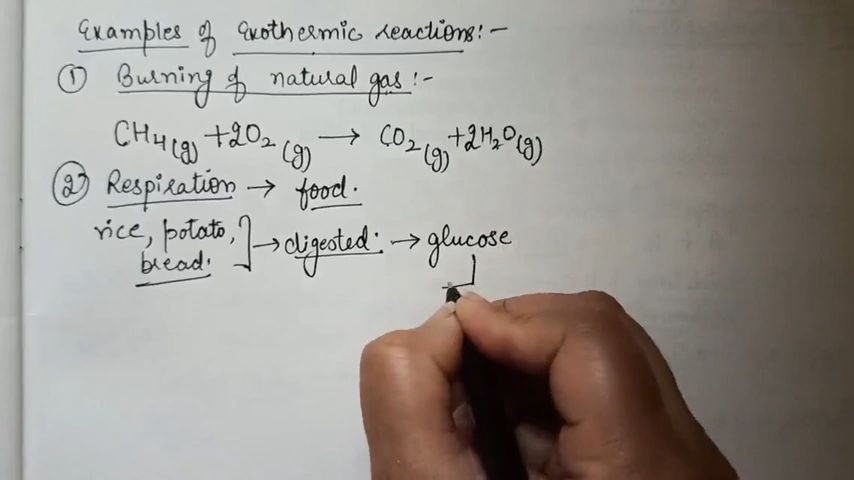 Examples of Exothermic reactions:-
① Burning of natural gas:-
CH4(g) + 2O2(g) → CO2(g) + 2H2O(g)
② Respiration → food.
rice, potato, bread. ] → digested. → glucose